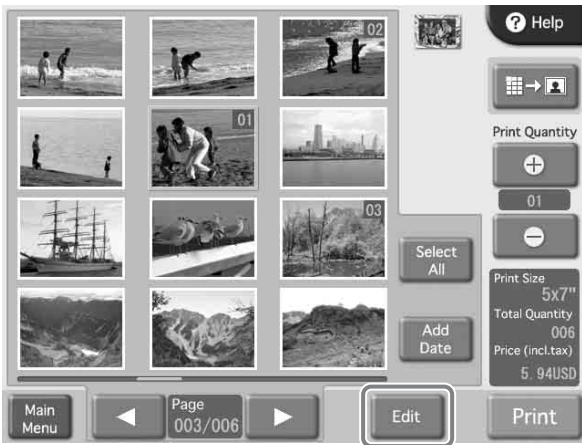 02
? Help
01
Print Quantity
01
03
Select
All
Print Size
5x7"
Total Quantity
006
Add
Date
Price (incl.tax)
5.94USD
Main
Menu
Page
003/006
Edit
Print